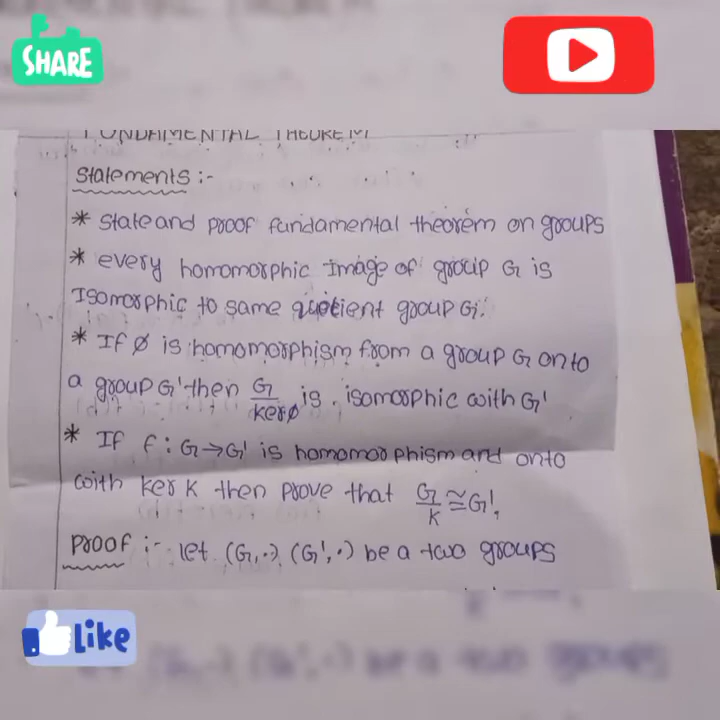 SHARE
FUNDAMENTAL THEOREM
Statements :-
* State and proof fundamental theorem on groups
* every homomorphic Image of group G is
Isomorphic to same quotient group G.
* If ø is homomorphism from a group G onto
a group G' then G/kerø is isomorphic with G'
* If f : G→G' is homomorphism and onto
with ker K then prove that G/K ≅ G'.
Proof :- let (G,.) (G',.) be a two groups
Like